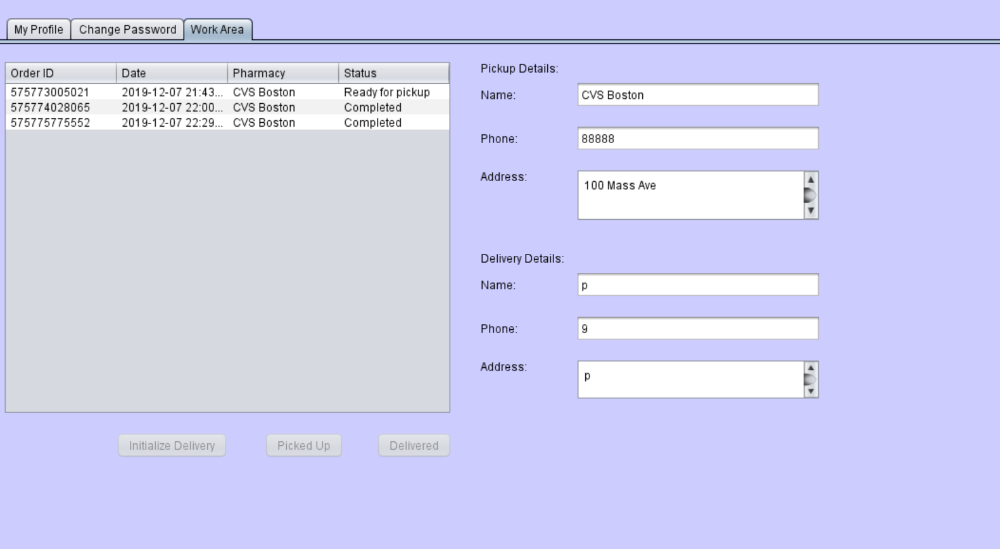 My Profile Change Password Work Area
Order ID Date Pharmacy Status
575773005021 2019-12-07 21:43... CVS Boston Ready for pickup
575774028065 2019-12-07 22:00... CVS Boston Completed
575775775552 2019-12-07 22:29... CVS Boston Completed
Initialize Delivery Picked Up Delivered
Pickup Details:
Name: CVS Boston
Phone: 88888
Address: 100 Mass Ave
Delivery Details:
Name: p
Phone: 9
Address: p